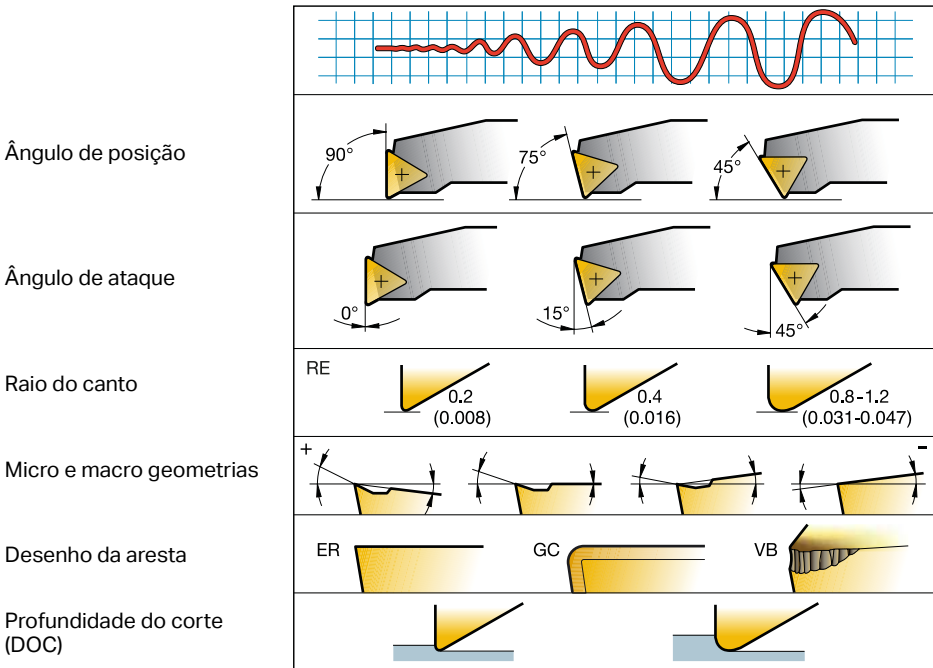 Ângulo de posição
90°
75°
45°
Ângulo de ataque
0°
15°
45°
Raio do canto
RE
0.2
(0.008)
0.4
(0.016)
0.8-1.2
(0.031-0.047)
Micro e macro geometrias
+
-
Desenho da aresta
ER
GC
VB
Profundidade do corte
(DOC)